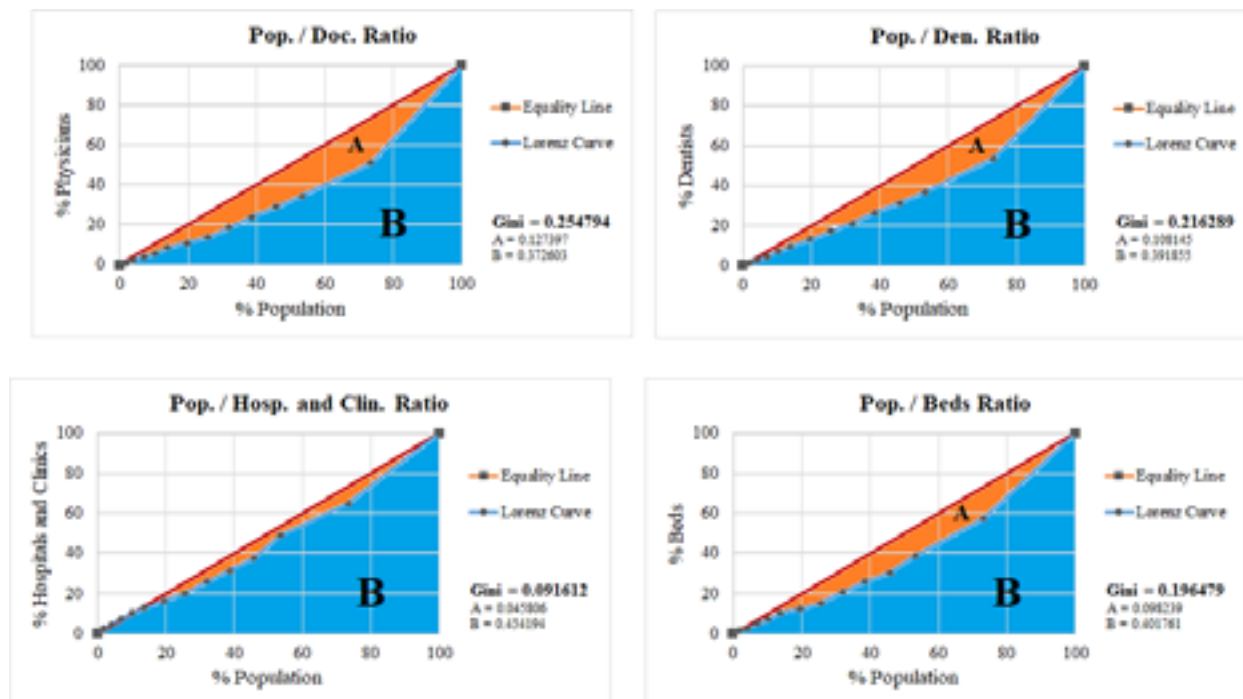 Pop. / Doc. Ratio
% Physicians
100
80
60
40
20
0
0 20 40 60 80 100
% Population
A
B
Equality Line
Lorenz Curve
Gini = 0.254794
A = 0.127397
B = 0.372603
Pop. / Den. Ratio
% Dentists
100
80
60
40
20
0
0 20 40 60 80 100
% Population
A
B
Equality Line
Lorenz Curve
Gini = 0.216289
A = 0.108145
B = 0.391855
Pop. / Hosp. and Clin. Ratio
% Hospitals and Clinics
100
80
60
40
20
0
0 20 40 60 80 100
% Population
B
Equality Line
Lorenz Curve
Gini = 0.091612
A = 0.045806
B = 0.454194
Pop. / Beds Ratio
% Beds
100
80
60
40
20
0
0 20 40 60 80 100
% Population
A
B
Equality Line
Lorenz Curve
Gini = 0.196479
A = 0.098239
B = 0.401761